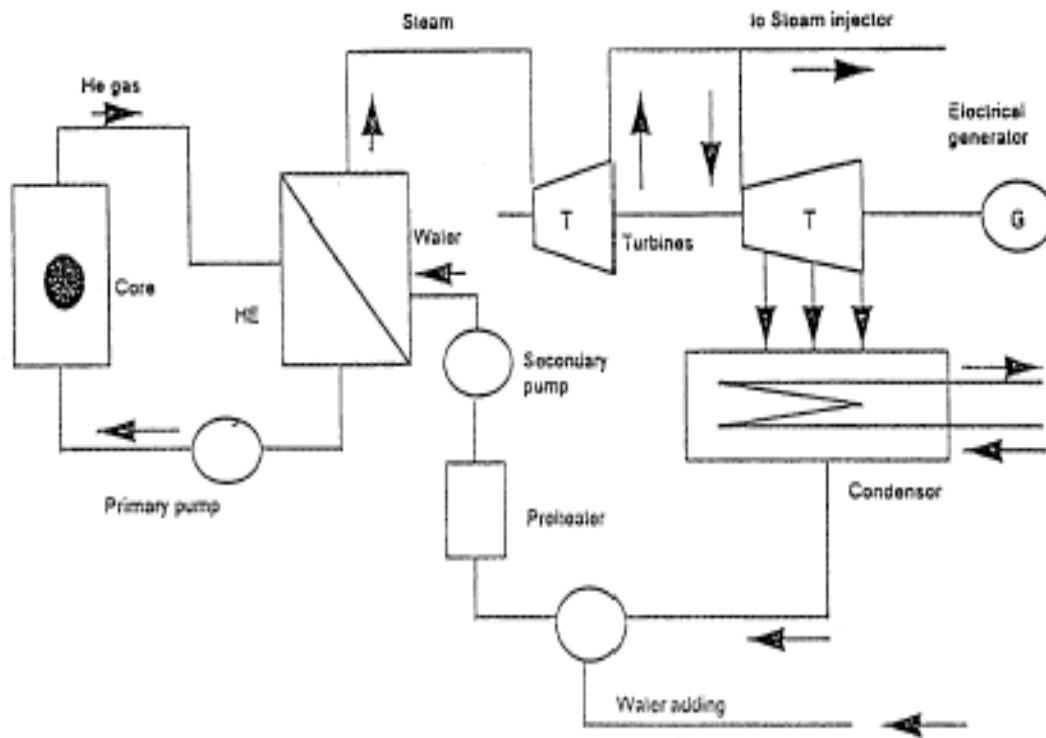 Steam
to Steam injector
He gas
Electrical
generator
T
T
G
Water
Turbines
Core
HE
Secondary
pump
Primary pump
Preheater
Condensor
Water adding